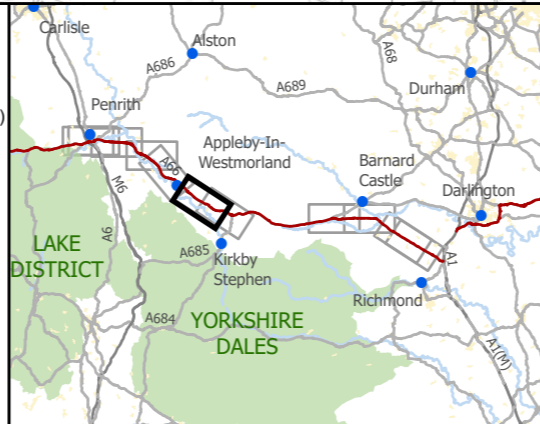 Carlisle
Alston
A68
A686
A689
Durham
Penrith
)
Appleby-In-
Westmorland
A66
Barnard
Castle
Darlington
M6
A6
LAKE
DISTRICT
A685
Kirkby
Stephen
A1
Richmond
A684
YORKSHIRE
DALES
A1(M)